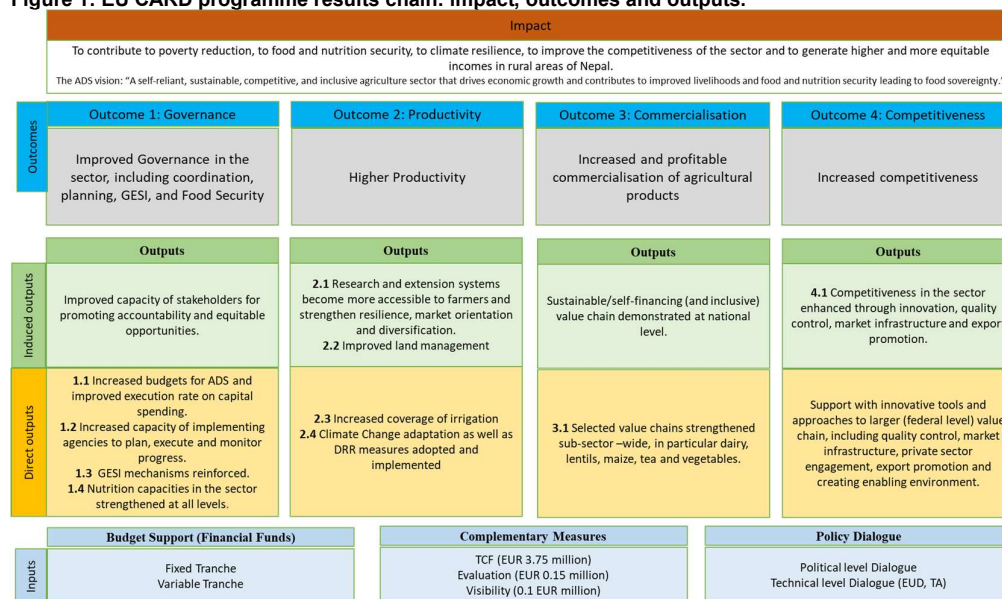 Figure 1: EU CARD programme results chain: impact, outcomes and outputs.
Impact
To contribute to poverty reduction, to food and nutrition security, to climate resilience, to improve the competitiveness of the sector and to generate higher and more equitable
incomes in rural areas of Nepal.
The ADS vision: "A self-reliant, sustainable, competitive, and inclusive agriculture sector that drives economic growth and contributes to improved livelihoods and food and nutrition security leading to food sovereignty."
Outcomes
Outcome 1: Governance
Improved Governance in the
sector, including coordination,
planning, GESI, and Food Security
Outcome 2: Productivity
Higher Productivity
Outcome 3: Commercialisation
Increased and profitable
commercialisation of agricultural
products
Outcome 4: Competitiveness
Increased competitiveness
Induced outputs
Outputs
Improved capacity of stakeholders for
promoting accountability and equitable
opportunities.
Outputs
2.1 Research and extension systems
become more accessible to farmers and
strengthen resilience, market orientation
and diversification.
2.2 Improved land management
Outputs
Sustainable/self-financing (and inclusive)
value chain demonstrated at national
level.
Outputs
4.1 Competitiveness in the sector
enhanced through innovation, quality
control, market infrastructure and export
promotion.
Direct outputs
1.1 Increased budgets for ADS and
improved execution rate on capital
spending.
1.2 Increased capacity of implementing
agencies to plan, execute and monitor
progress.
1.3 GESI mechanisms reinforced.
1.4 Nutrition capacities in the sector
strengthened at all levels.
2.3 Increased coverage of irrigation
2.4 Climate Change adaptation as well as
DRR measures adopted and
implemented
3.1 Selected value chains strengthened
sub-sector –wide, in particular dairy,
lentils, maize, tea and vegetables.
Support with innovative tools and
approaches to larger (federal level) value
chain, including quality control, market
infrastructure, private sector
engagement, export promotion and
creating enabling environment.
Inputs
Budget Support (Financial Funds)
Fixed Tranche
Variable Tranche
Complementary Measures
TCF (EUR 3.75 million)
Evaluation (EUR 0.15 million)
Visibility (0.1 EUR million)
Policy Dialogue
Political level Dialogue
Technical level Dialogue (EUD, TA)